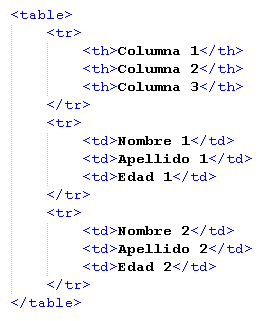 <table>
<tr>
<th>Columna 1</th>
<th>Columna 2</th>
<th>Columna 3</th>
</tr>
<tr>
<td>Nombre 1</td>
<td>Apellido 1</td>
<td>Edad 1</td>
</tr>
<tr>
<td>Nombre 2</td>
<td>Apellido 2</td>
<td>Edad 2</td>
</tr>
</table>